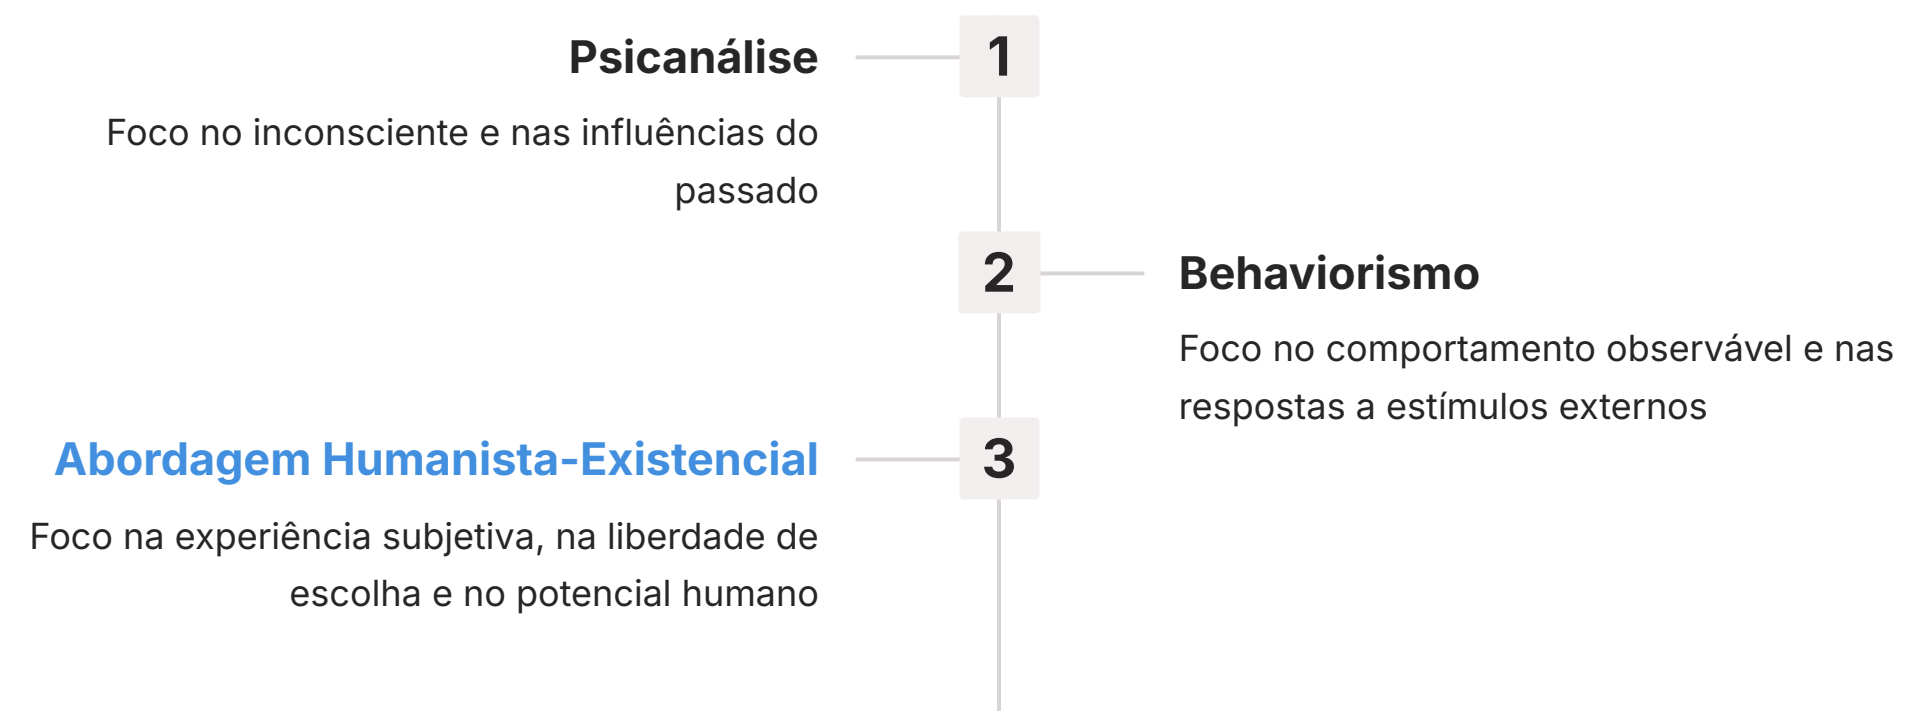 1
Psicanálise
Foco no inconsciente e nas influências do
passado
2
Behaviorismo
Foco no comportamento observável e nas
respostas a estímulos externos
3
Abordagem Humanista-Existencial
Foco na experiência subjetiva, na liberdade de
escolha e no potencial humano